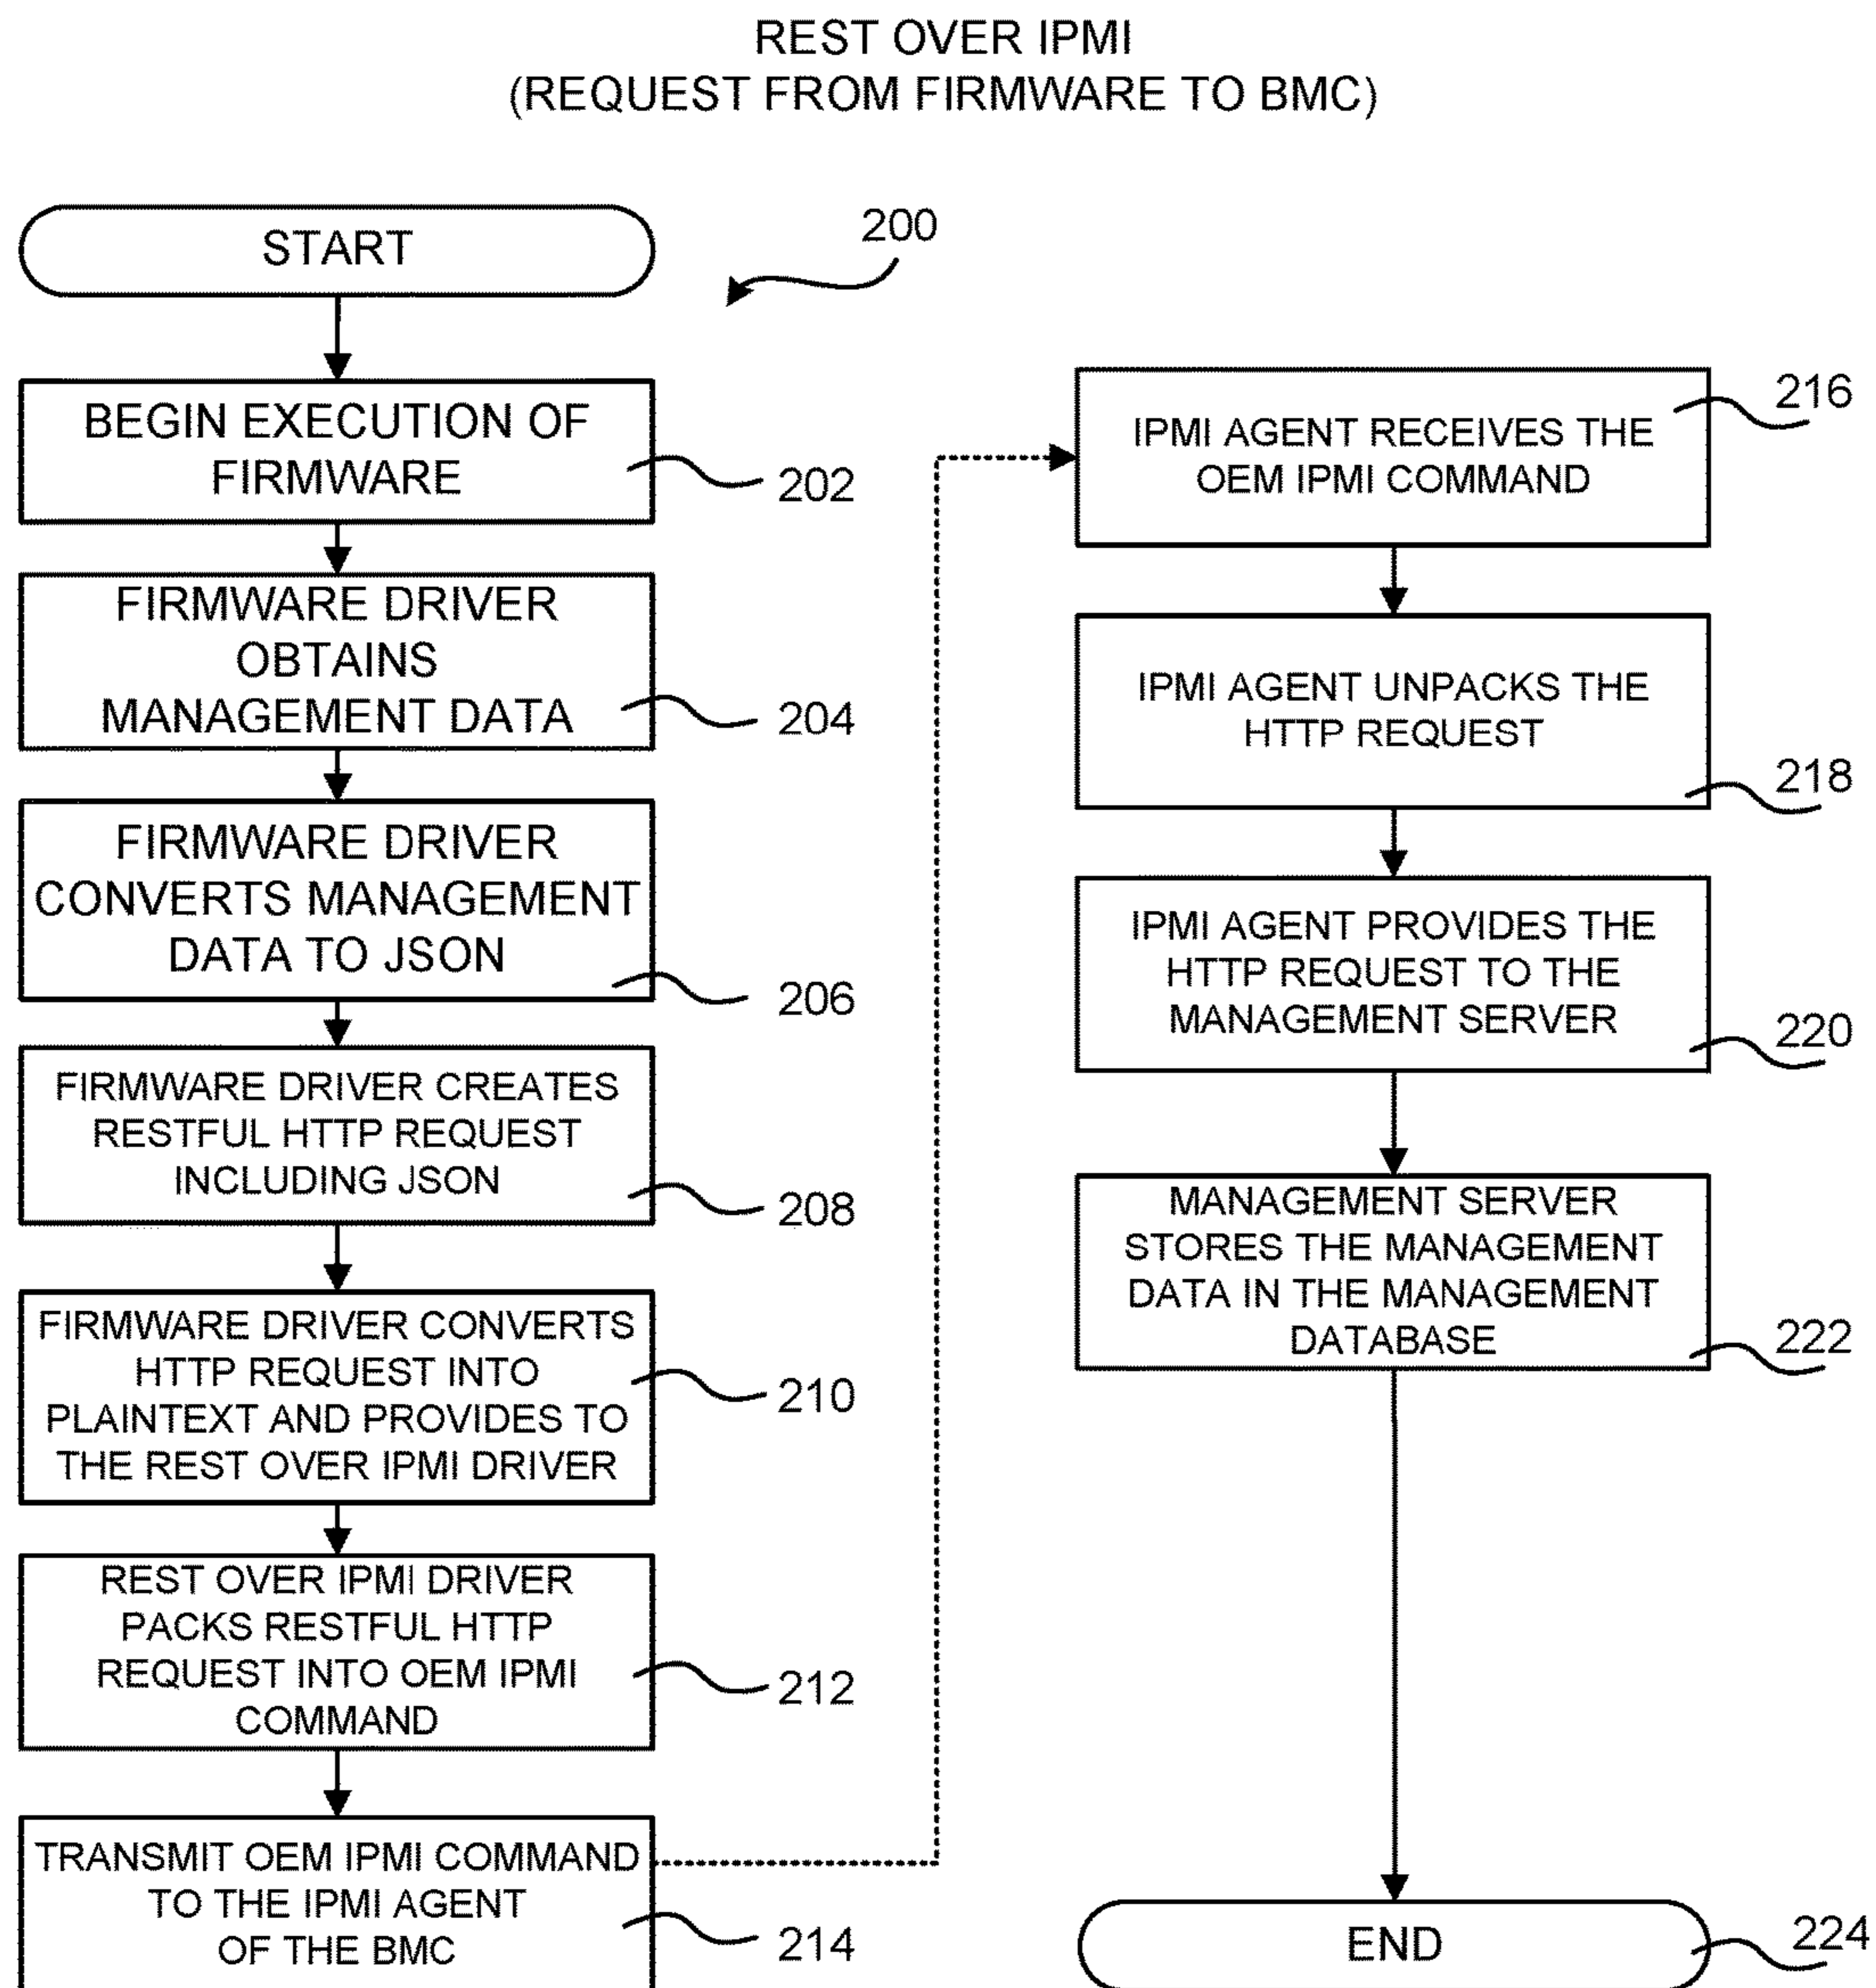 REST OVER IPMI
(REQUEST FROM FIRMWARE TO BMC)
START
200
BEGIN EXECUTION OF
FIRMWARE
202
FIRMWARE DRIVER
OBTAINS
MANAGEMENT DATA
204
FIRMWARE DRIVER
CONVERTS MANAGEMENT
DATA TO JSON
206
FIRMWARE DRIVER CREATES
RESTFUL HTTP REQUEST
INCLUDING JSON
208
FIRMWARE DRIVER CONVERTS
HTTP REQUEST INTO
PLAINTEXT AND PROVIDES TO
THE REST OVER IPMI DRIVER
210
REST OVER IPMI DRIVER
PACKS RESTFUL HTTP
REQUEST INTO OEM IPMI
COMMAND
212
TRANSMIT OEM IPMI COMMAND
TO THE IPMI AGENT
OF THE BMC
214
IPMI AGENT RECEIVES THE
OEM IPMI COMMAND
216
IPMI AGENT UNPACKS THE
HTTP REQUEST
218
IPMI AGENT PROVIDES THE
HTTP REQUEST TO THE
MANAGEMENT SERVER
220
MANAGEMENT SERVER
STORES THE MANAGEMENT
DATA IN THE MANAGEMENT
DATABASE
222
END
224